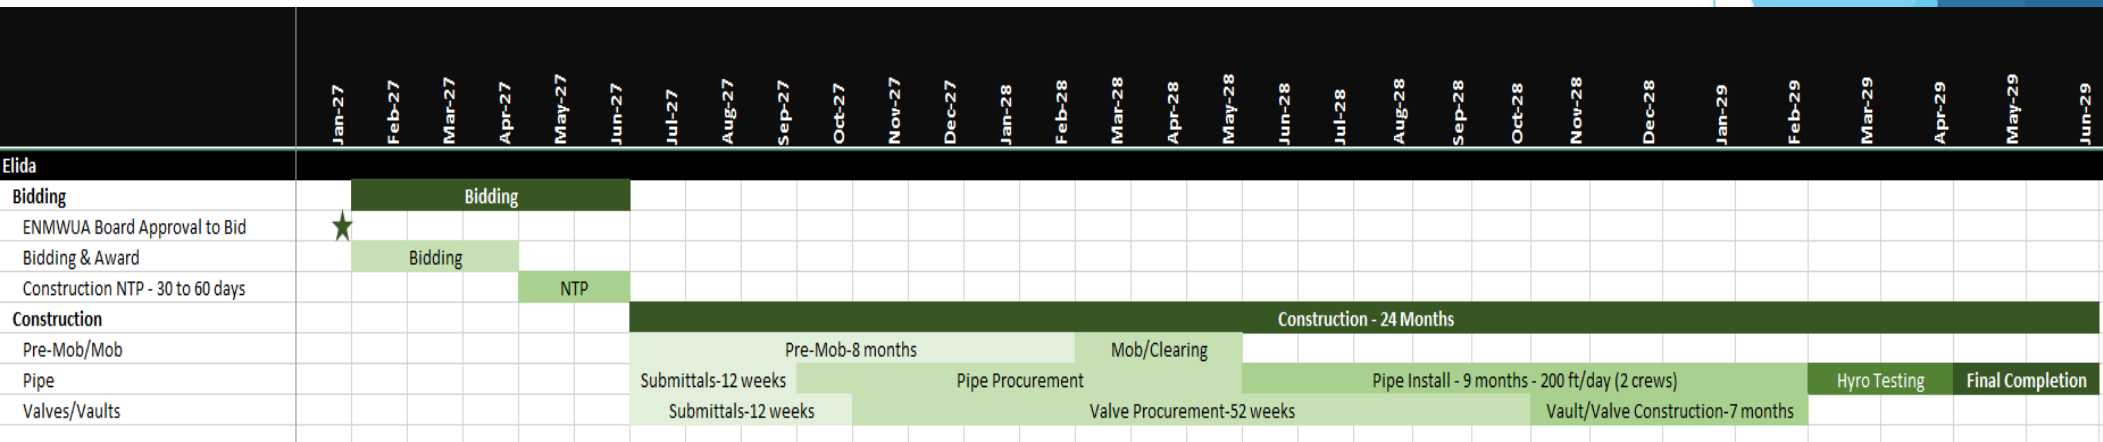 Jan-27 Feb-27 Mar-27 Apr-27 May-27 Jun-27 Jul-27 Aug-27 Sep-27 Oct-27 Nov-27 Dec-27 Jan-28 Feb-28 Mar-28 Apr-28 May-28 Jun-28 Jul-28 Aug-28 Sep-28 Oct-28 Nov-28 Dec-28 Jan-29 Feb-29 Mar-29 Apr-29 May-29 Jun-29
Elida
Bidding Bidding
ENMWUA Board Approval to Bid
Bidding & Award Bidding
Construction NTP - 30 to 60 days NTP
Construction Construction - 24 Months
Pre-Mob/Mob Pre-Mob-8 months Mob/Clearing
Pipe Submittals-12 weeks Pipe Procurement Pipe Install - 9 months - 200 ft/day (2 crews) Hyro Testing Final Completion
Valves/Vaults Submittals-12 weeks Valve Procurement-52 weeks Vault/Valve Construction-7 months